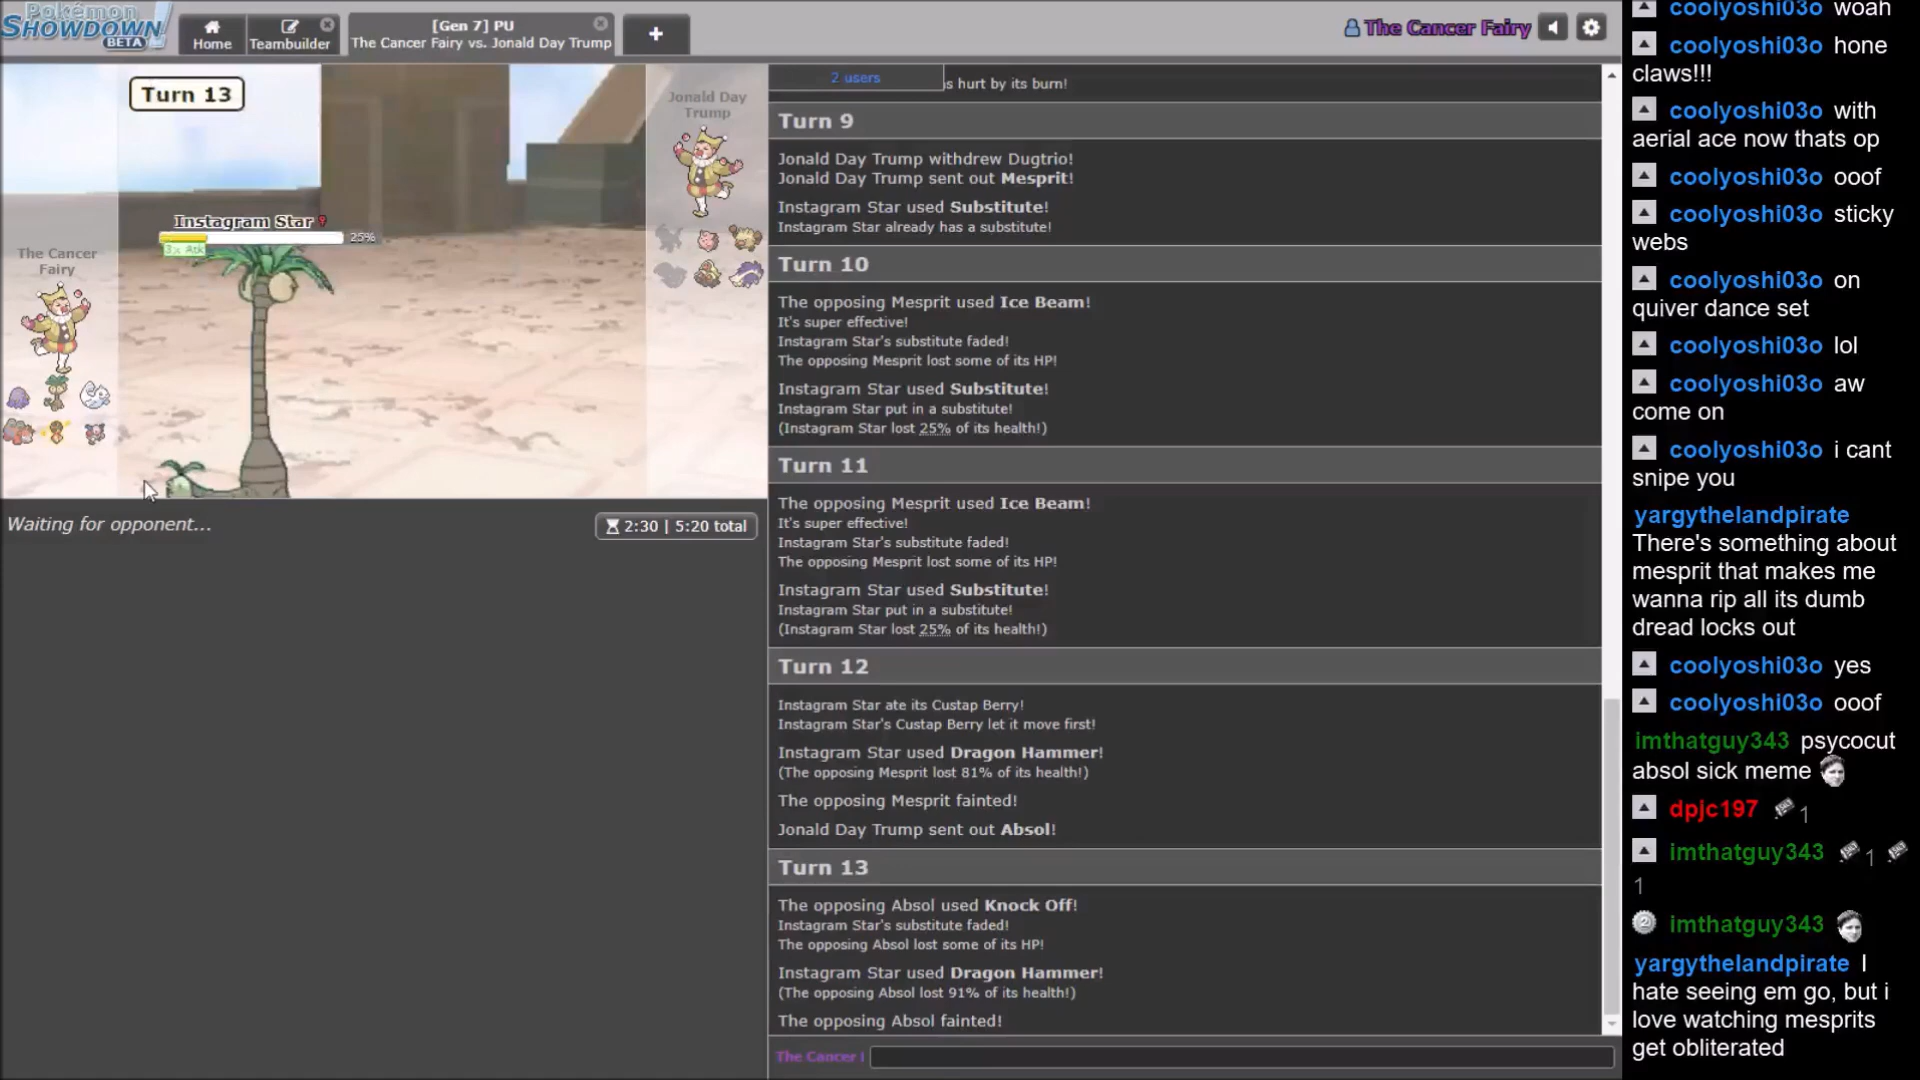 Pokémon
SHOWDOWN!
BETA
Home
Teambuilder
[Gen 7] PU
The Cancer Fairy vs. Jonald Day Trump
+
The Cancer Fairy
Turn 13
Jonald Day
Trump
Instagram Star
25%
3x Atk
The Cancer
Fairy
Waiting for opponent...
2:30 | 5:20 total
2 users
s hurt by its burn!
Turn 9
Jonald Day Trump withdrew Dugtrio!
Jonald Day Trump sent out Mesprit!
Instagram Star used Substitute!
Instagram Star already has a substitute!
Turn 10
The opposing Mesprit used Ice Beam!
It's super effective!
Instagram Star's substitute faded!
The opposing Mesprit lost some of its HP!
Instagram Star used Substitute!
Instagram Star put in a substitute!
(Instagram Star lost 25% of its health!)
Turn 11
The opposing Mesprit used Ice Beam!
It's super effective!
Instagram Star's substitute faded!
The opposing Mesprit lost some of its HP!
Instagram Star used Substitute!
Instagram Star put in a substitute!
(Instagram Star lost 25% of its health!)
Turn 12
Instagram Star ate its Custap Berry!
Instagram Star's Custap Berry let it move first!
Instagram Star used Dragon Hammer!
(The opposing Mesprit lost 81% of its health!)
The opposing Mesprit fainted!
Jonald Day Trump sent out Absol!
Turn 13
The opposing Absol used Knock Off!
Instagram Star's substitute faded!
The opposing Absol lost some of its HP!
Instagram Star used Dragon Hammer!
(The opposing Absol lost 91% of its health!)
The opposing Absol fainted!
The Cancer
coolyoshi03o woah
coolyoshi03o hone
claws!!!
coolyoshi03o with
aerial ace now thats op
coolyoshi03o ooof
coolyoshi03o sticky
webs
coolyoshi03o on
quiver dance set
coolyoshi03o lol
coolyoshi03o aw
come on
coolyoshi03o i cant
snipe you
yargythelandpirate
There's something about
mesprit that makes me
wanna rip all its dumb
dread locks out
coolyoshi03o yes
coolyoshi03o ooof
imthatguy343 psycocut
absol sick meme
dpjc197 1
imthatguy343 1
1
2 imthatguy343
yargythelandpirate I
hate seeing em go, but i
love watching mesprits
get obliterated